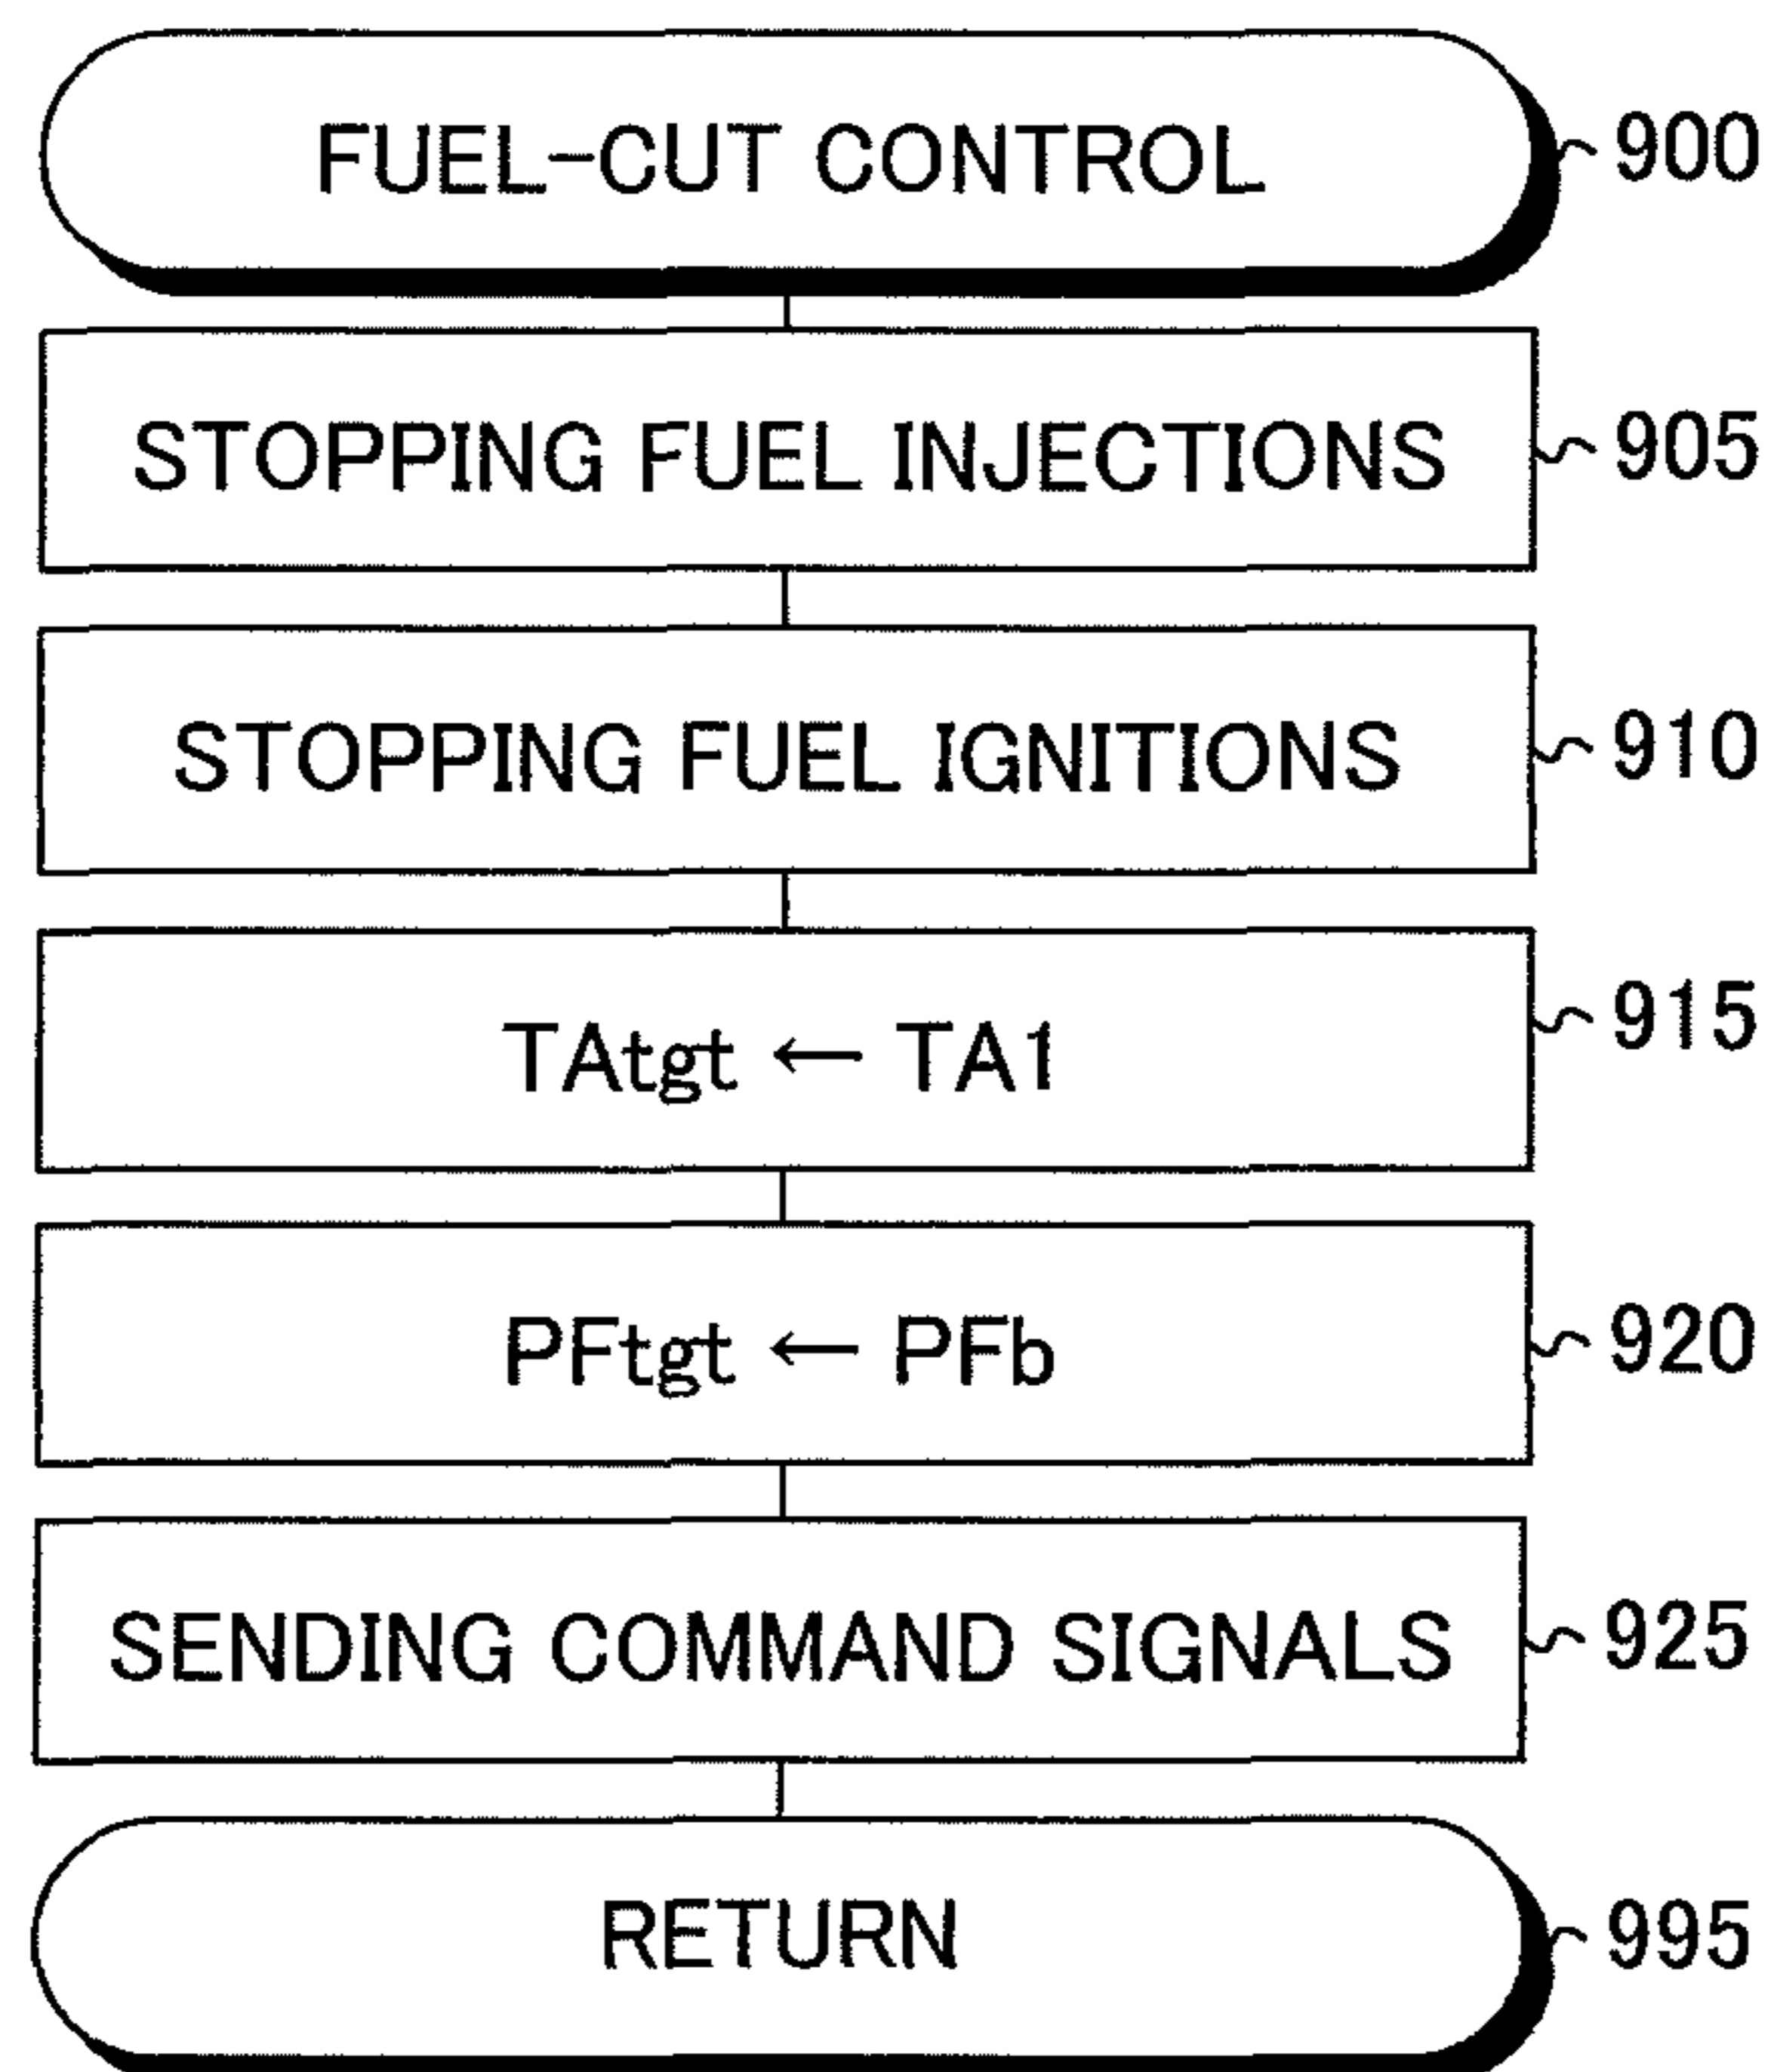 FUEL-CUT CONTROL 900
STOPPING FUEL INJECTIONS 905
STOPPING FUEL IGNITIONS 910
TAtgt ← TA1 915
PFtgt ← PFb 920
SENDING COMMAND SIGNALS 925
RETURN 995